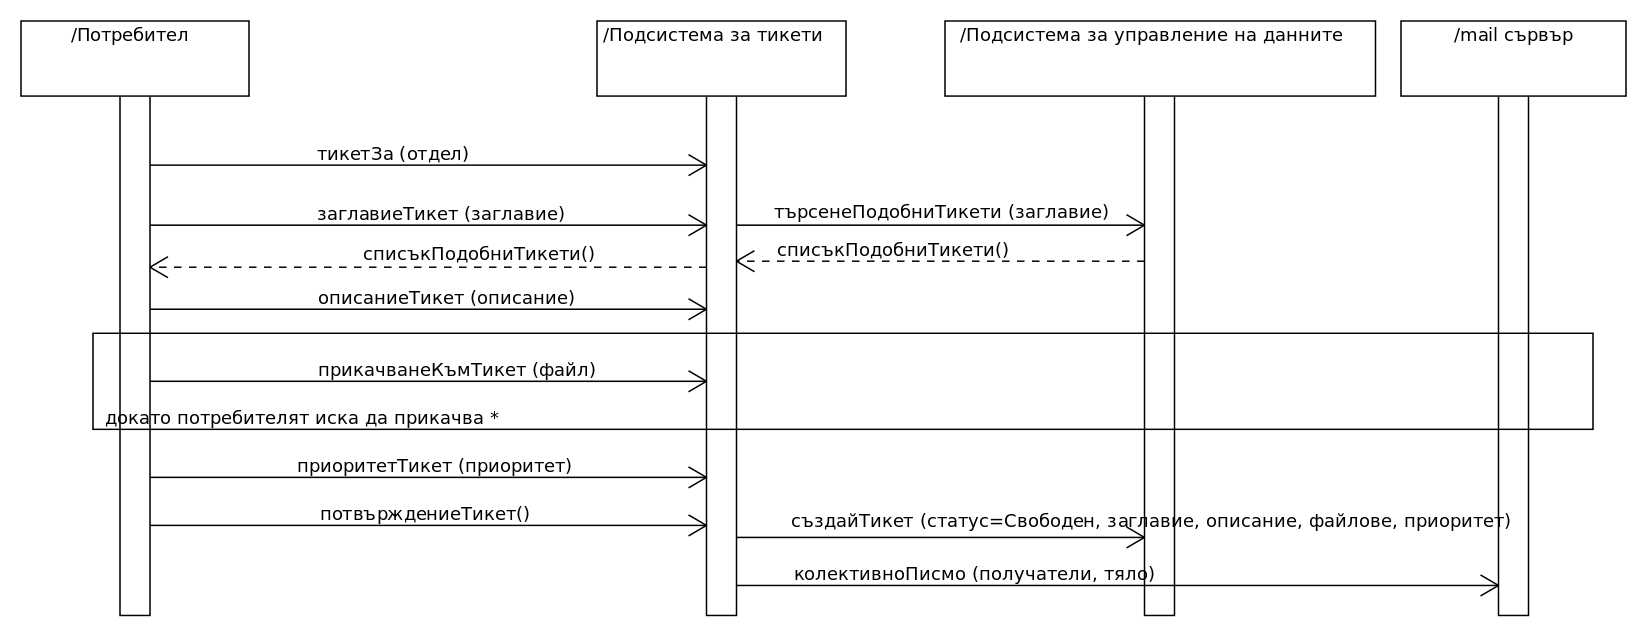 /Потребител
/Подсистема за тикети
/Подсистема за управление на данните
/mail сървър
тикетЗа (отдел)
заглавиеТикет (заглавие)
търсенеПодобниТикети (заглавие)
списъкПодобниТикети()
списъкПодобниТикети()
описаниеТикет (описание)
прикачванеКъмТикет (файл)
докато потребителят иска да прикачва *
приоритетТикет (приоритет)
потвърждениеТикет()
създайТикет (статус=Свободен, заглавие, описание, файлове, приоритет)
колективноПисмо (получатели, тяло)